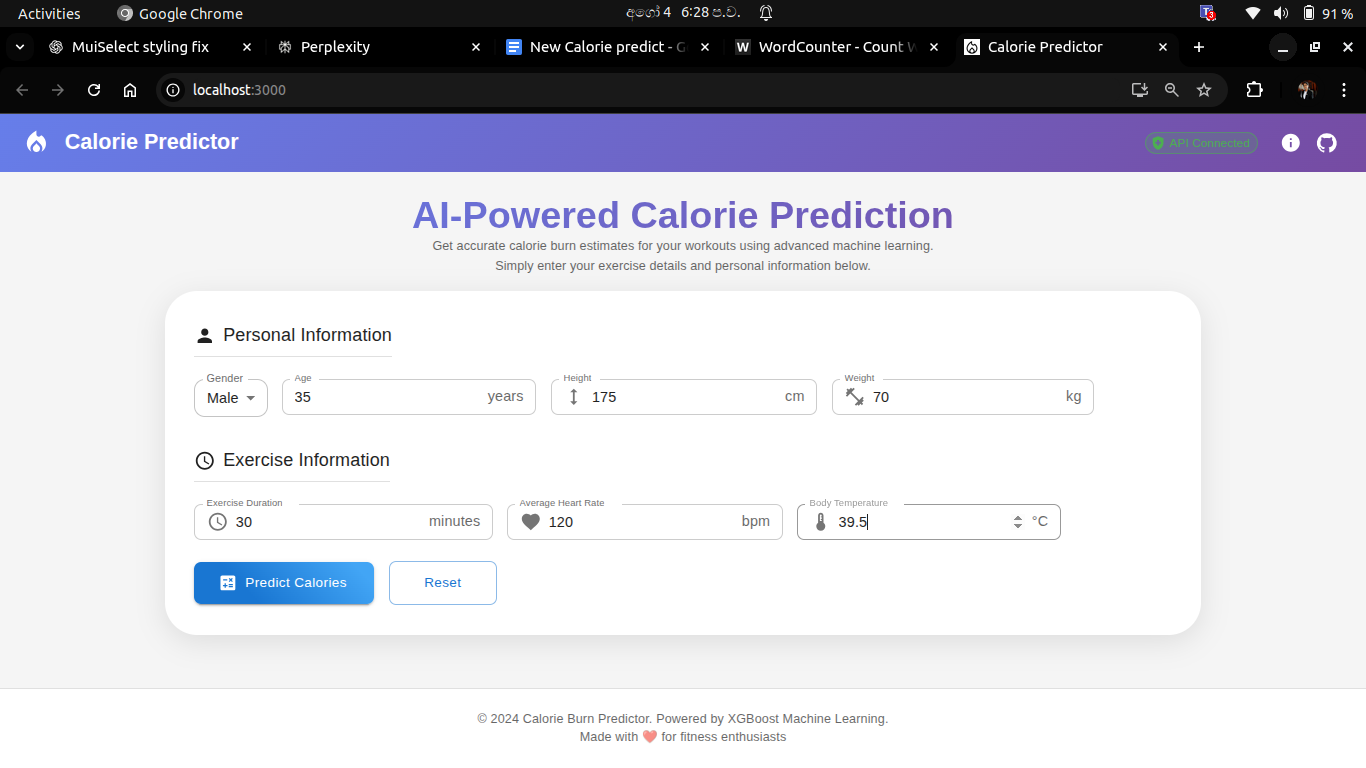 Activities Google Chrome අගෝ 4 6:28 ප.ව. 91 %
MuiSelect styling fix Perplexity New Calorie predict - G WordCounter - Count W Calorie Predictor
localhost:3000
Calorie Predictor API Connected
AI-Powered Calorie Prediction
Get accurate calorie burn estimates for your workouts using advanced machine learning.
Simply enter your exercise details and personal information below.
Personal Information
Gender Age Height Weight
Male 35 years 175 cm 70 kg
Exercise Information
Exercise Duration Average Heart Rate Body Temperature
30 minutes 120 bpm 39.5 °C
Predict Calories Reset
© 2024 Calorie Burn Predictor. Powered by XGBoost Machine Learning.
Made with ❤️ for fitness enthusiasts